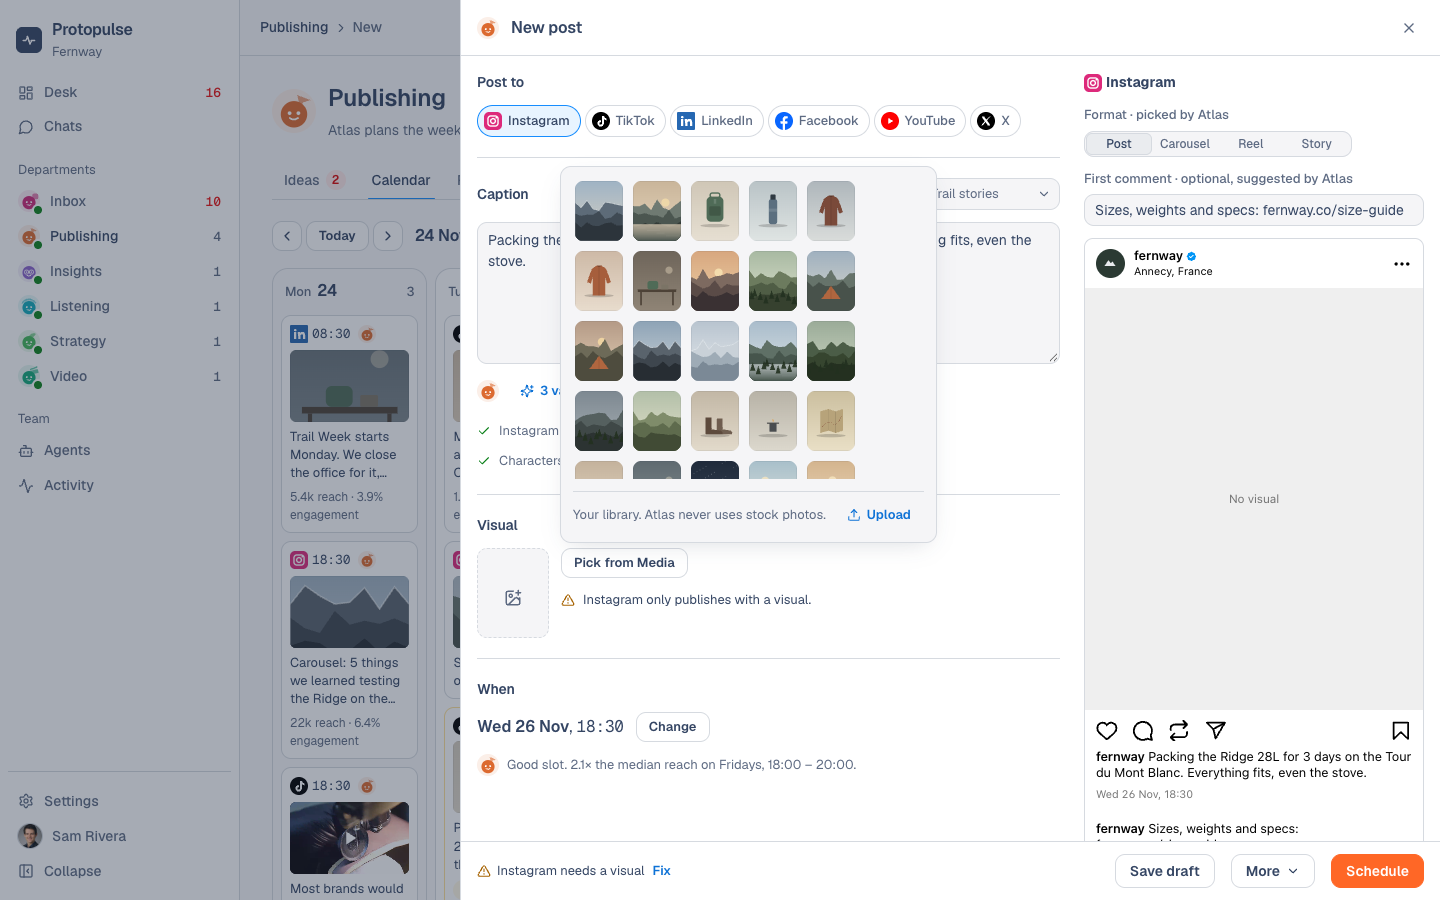 Protopulse
Fernway
Desk
16
Chats
Departments
Inbox
10
Publishing
4
Insights
1
Listening
1
Strategy
1
Video
1
Team
Agents
Activity
Settings
Sam Rivera
Collapse
Publishing > New
Publishing
Atlas plans the week
Ideas 2
Calendar
Today
24 No
Mon 24
3
Tu
08:30
Trail Week starts
Monday. We close
the office for it,...
5.4k reach · 3.9%
engagement
18:30
Carousel: 5 things
we learned testing
the Ridge on the...
22k reach · 6.4%
engagement
18:30
Most brands would
New post
Post to
Instagram
TikTok
LinkedIn
Facebook
YouTube
X
Caption
rail stories
Packing the
g fits, even the
stove.
3 va
Instagram
Characters
Your library. Atlas never uses stock photos.
Upload
Visual
Pick from Media
Instagram only publishes with a visual.
When
Wed 26 Nov, 18:30
Change
Good slot. 2.1× the median reach on Fridays, 18:00 – 20:00.
Instagram
Format · picked by Atlas
Post
Carousel
Reel
Story
First comment · optional, suggested by Atlas
Sizes, weights and specs: fernway.co/size-guide
fernway
Annecy, France
No visual
fernway Packing the Ridge 28L for 3 days on the Tour
du Mont Blanc. Everything fits, even the stove.
Wed 26 Nov, 18:30
fernway Sizes, weights and specs:
Instagram needs a visual Fix
Save draft
More
Schedule